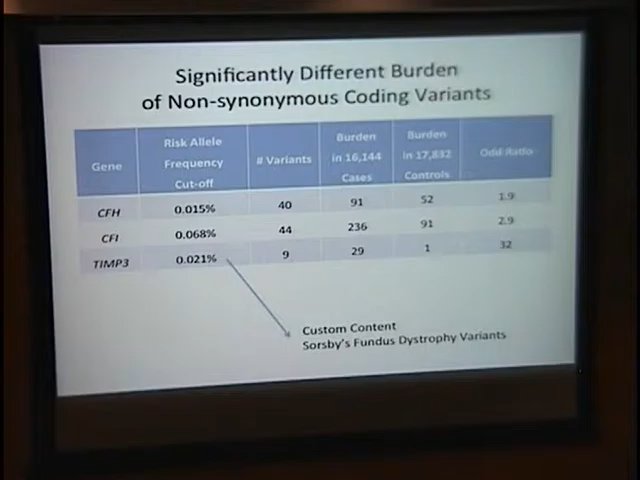 Significantly Different Burden
of Non-synonymous Coding Variants
Gene | Risk Allele Frequency Cut-off | # Variants | Burden in 16,144 Cases | Burden in 17,832 Controls | Odd Ratio
CFH | 0.015% | 40 | 91 | 52 | 1.9
CFI | 0.068% | 44 | 236 | 91 | 2.9
TIMP3 | 0.021% | 9 | 29 | 1 | 32
Custom Content
Sorsby's Fundus Dystrophy Variants